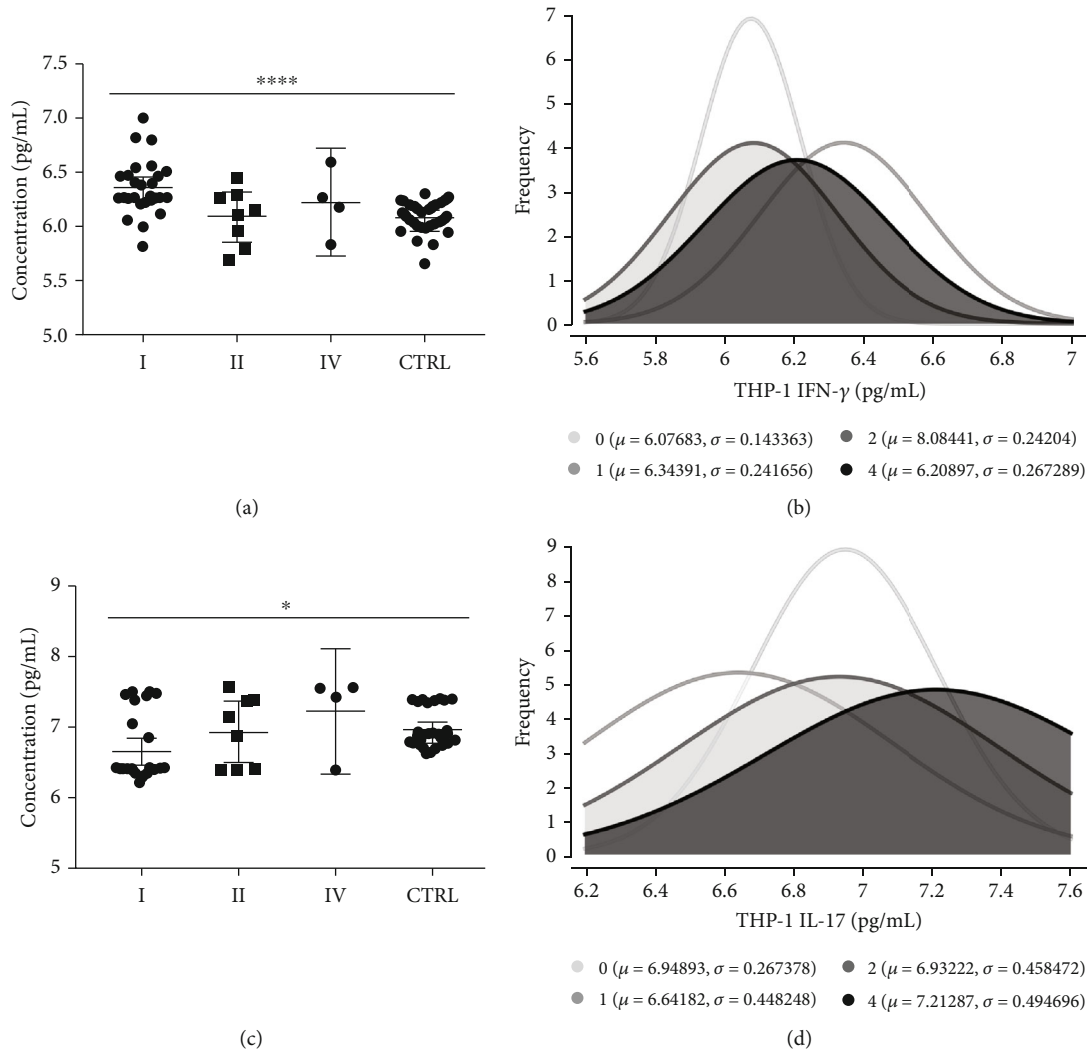 ****
Concentration (pg/mL)
7.5
7.0
6.5
6.0
5.5
5.0
I II IV CTRL
(a)
Frequency
7
6
5
4
3
2
1
0
5.6 5.8 6 6.2 6.4 6.6 6.8 7
THP-1 IFN-γ (pg/mL)
0 (μ = 6.07683, σ = 0.143363) 2 (μ = 8.08441, σ = 0.24204)
1 (μ = 6.34391, σ = 0.241656) 4 (μ = 6.20897, σ = 0.267289)
(b)
*
Concentration (pg/mL)
9
8
7
6
5
I II IV CTRL
(c)
Frequency
9
8
7
6
5
4
3
2
1
0
6.2 6.4 6.6 6.8 7 7.2 7.4 7.6
THP-1 IL-17 (pg/mL)
0 (μ = 6.94893, σ = 0.267378) 2 (μ = 6.93222, σ = 0.458472)
1 (μ = 6.64182, σ = 0.448248) 4 (μ = 7.21287, σ = 0.494696)
(d)